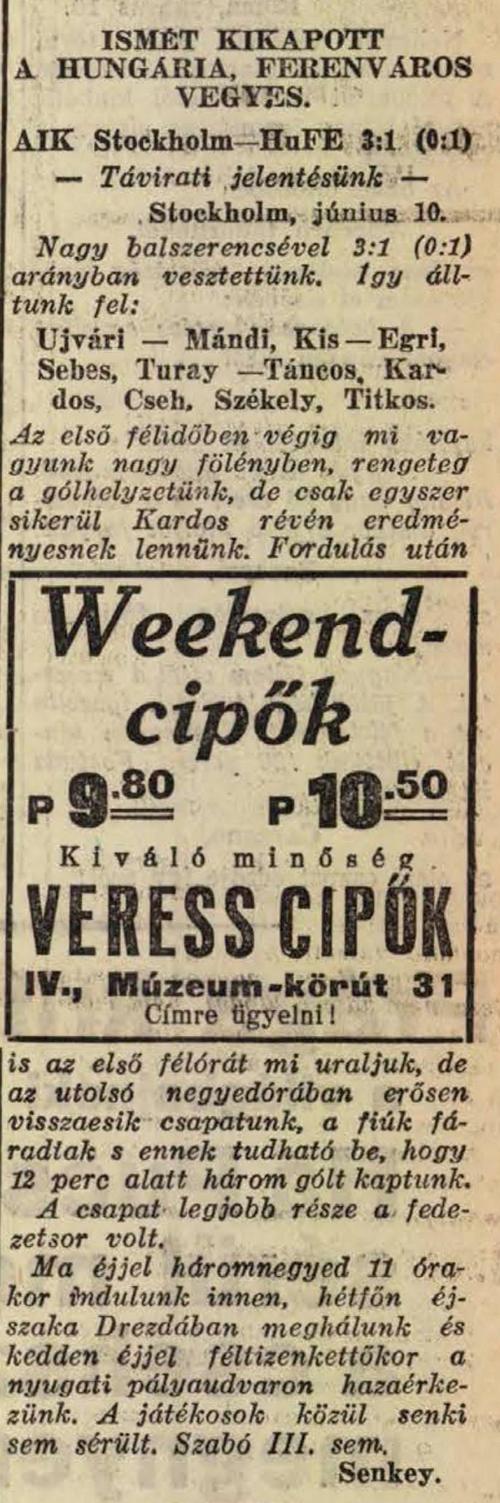 ISMÉT KIKAPOTT
A HUNGÁRIA, FERENVÁROS
VEGYES.
AIK Stockholm—HuFE 3:1 (0:1)
— Távirati jelentésünk —
Stockholm, június 10.
Nagy balszerencsével 3:1 (0:1)
arányban vesztettünk. Így áll-
tunk fel:
Ujvári — Mándi, Kis — Egri,
Sebes, Turay —Táncos, Kar-
dos, Cseh, Székely, Titkos.
Az első félidőben végig mi va-
gyunk nagy fölényben, rengeteg
a gólhelyzetünk, de csak egyszer
sikerül Kardos révén eredmé-
nyesnek lennünk. Fordulás után
Weekend-
cipők
P 9.80 P 10.50
Kiváló minőség
VERESS CIPŐK
IV., Múzeum-körút 31
Címre ügyelni!
is az első félórát mi uraljuk, de
az utolsó negyedórában erősen
visszaesik csapatunk, a fiúk fá-
radtak s ennek tudható be, hogy
12 perc alatt három gólt kaptunk.
A csapat legjobb része a fede-
zetsor volt.
Ma éjjel háromnegyed 11 óra-
kor indulunk innen, hétfőn éj-
szaka Drezdában meghálunk és
kedden éjjel féltizenkettőkor a
nyugati pályaudvaron hazaérke-
zünk. A játékosok közül senki
sem sérült. Szabó III. sem.
Senkey.